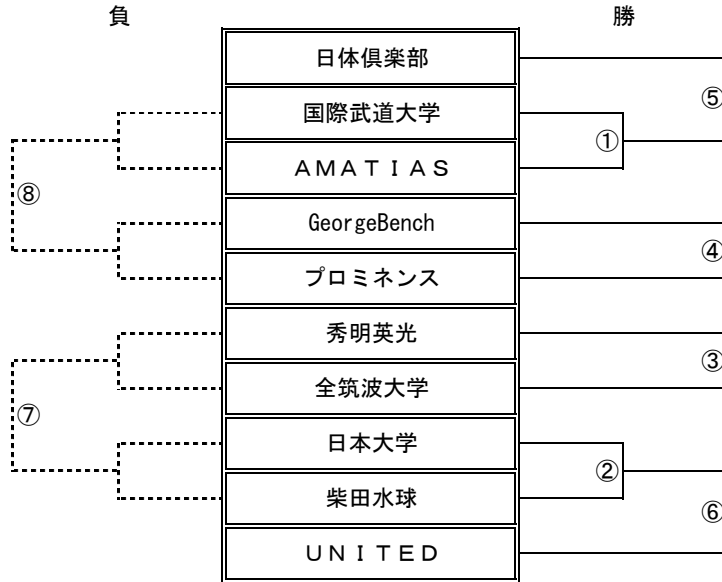 負 勝
日体倶楽部
⑤
国際武道大学
①
ＡＭＡＴＩＡＳ
⑧
GeorgeBench
④
プロミネンス
秀明英光
③
全筑波大学
⑦
日本大学
②
柴田水球
⑥
ＵＮＩＴＥＤ